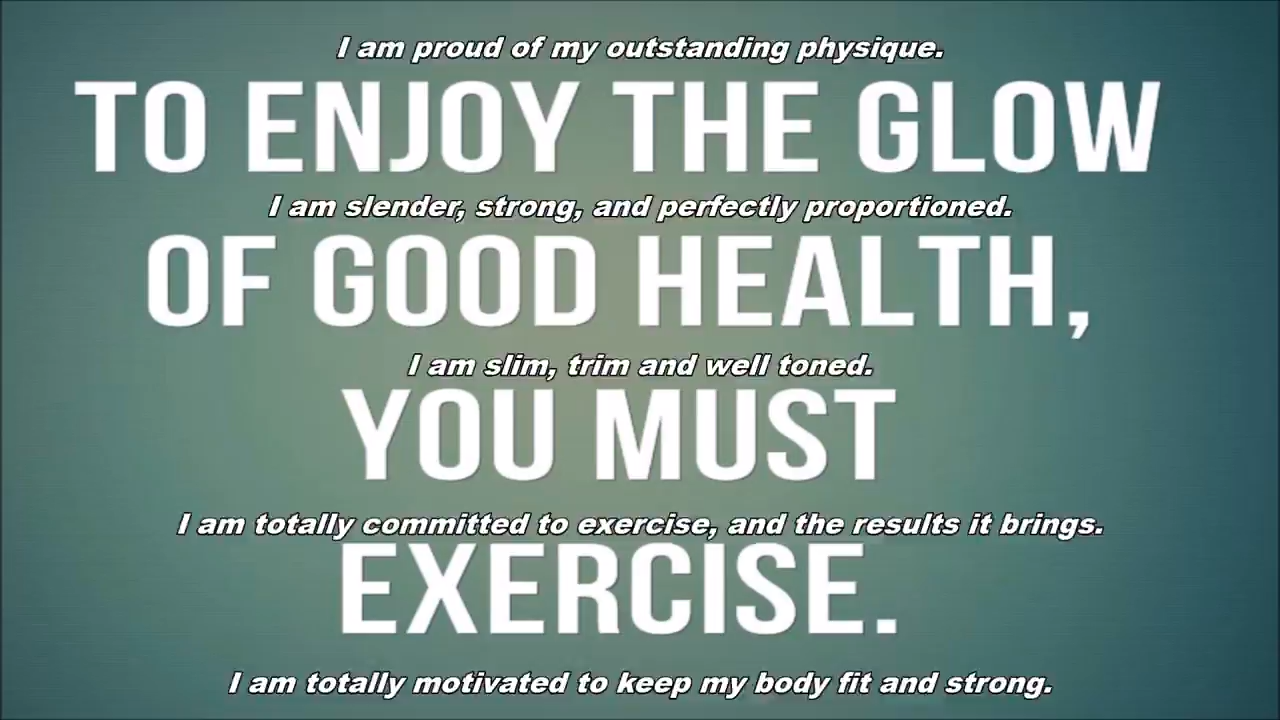 I am proud of my outstanding physique.
TO ENJOY THE GLOW
I am slender, strong, and perfectly proportioned.
OF GOOD HEALTH,
I am slim, trim and well toned.
YOU MUST
I am totally committed to exercise, and the results it brings.
EXERCISE.
I am totally motivated to keep my body fit and strong.